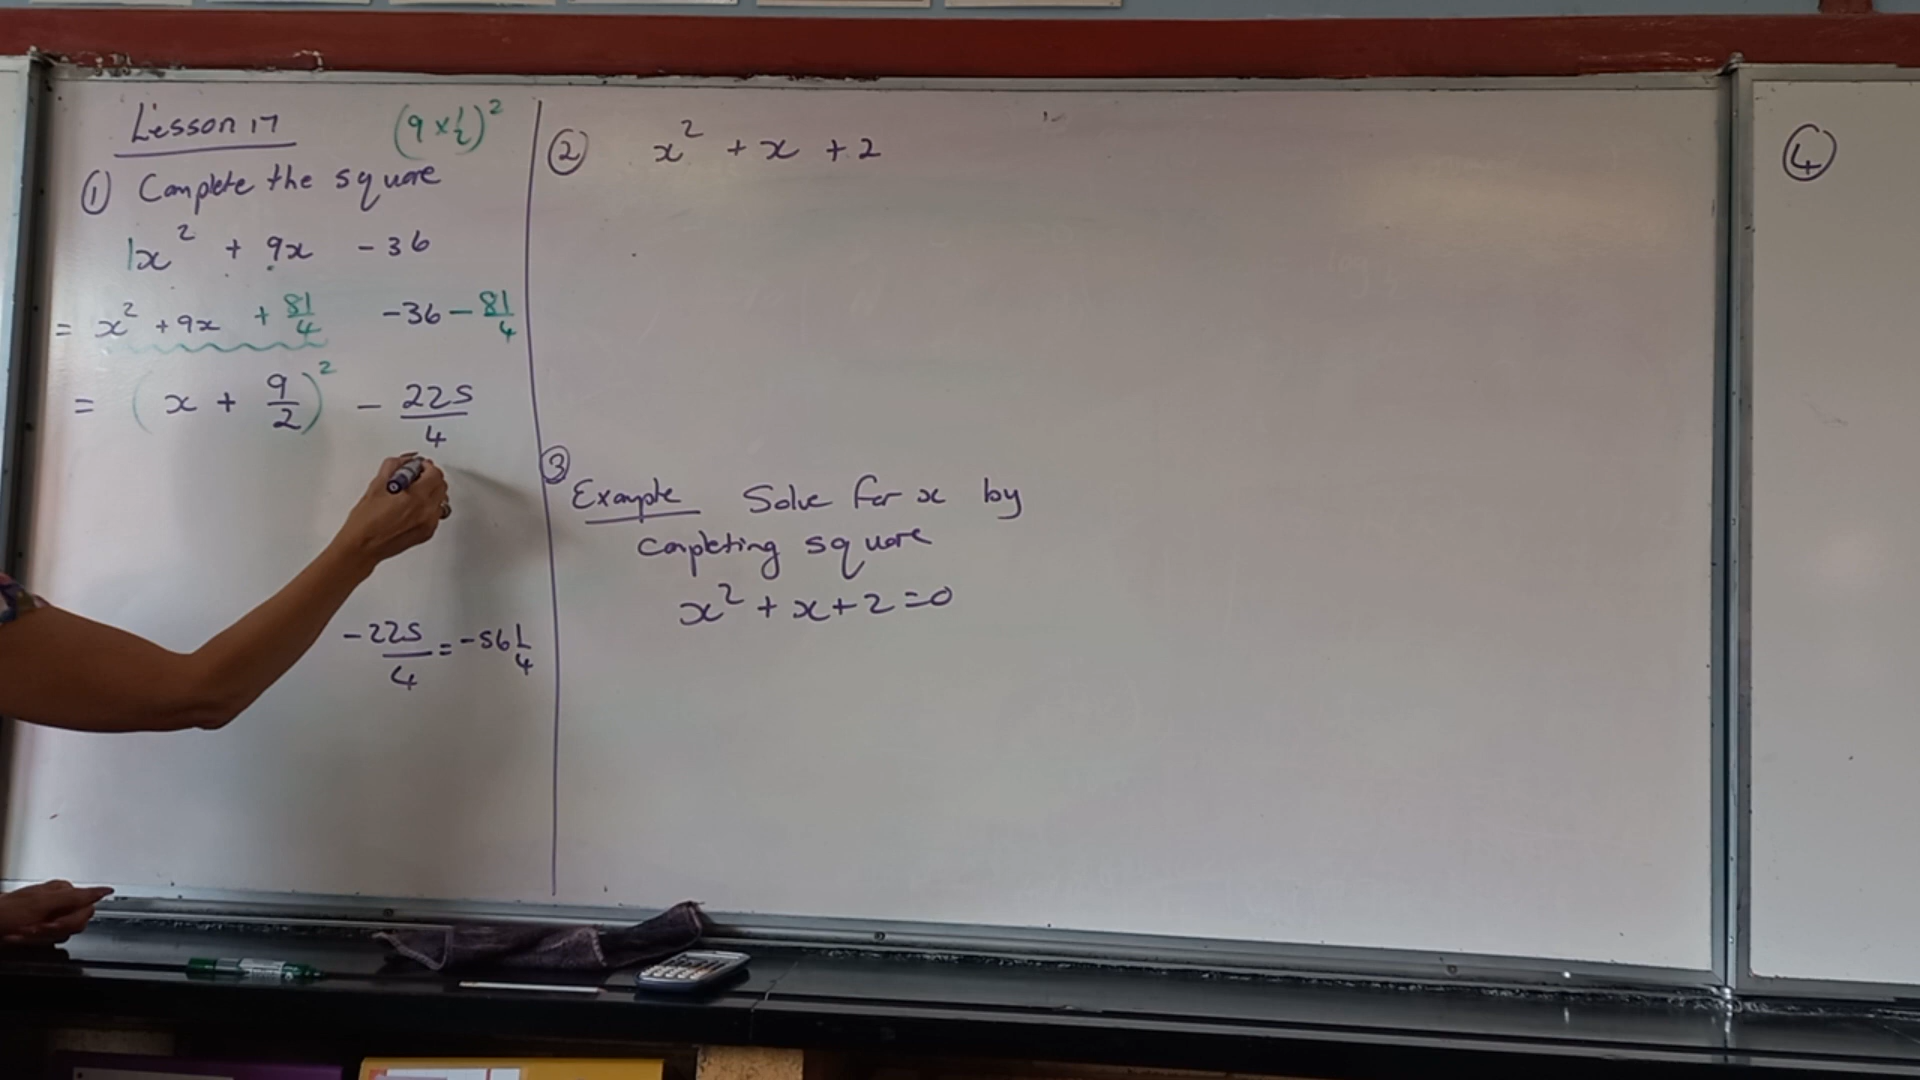 Lesson 17
(9 × 1/2)²
① Complete the square
1x² + 9x - 36
= x² + 9x + 81/4 - 36 - 81/4
= (x + 9/2)² - 225/4
-225/4 = -56 1/4
② x² + x + 2
③
Example Solve for x by
completing square
x² + x + 2 = 0
④